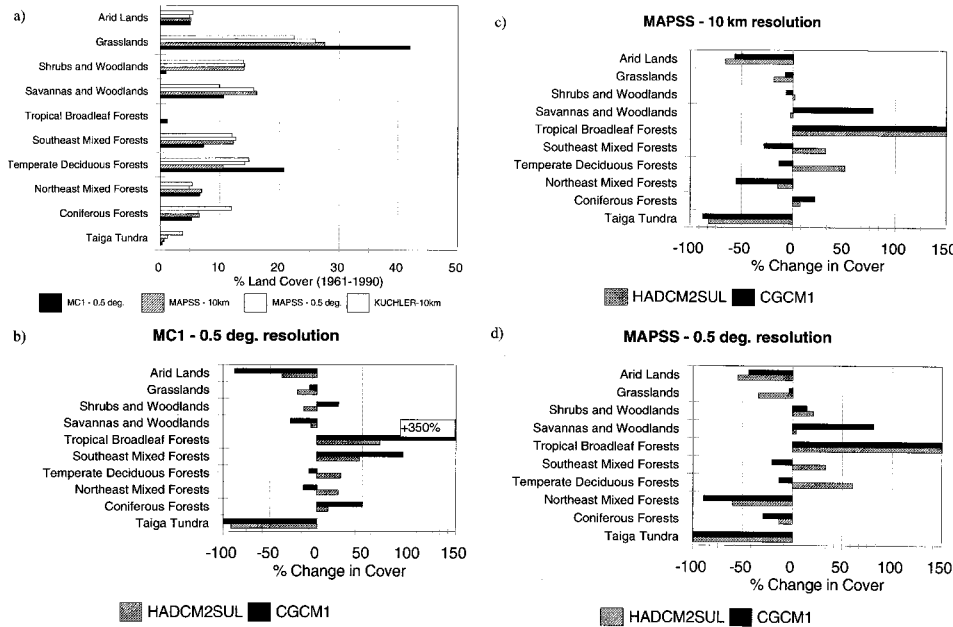 a)
Arid Lands
Grasslands
Shrubs and Woodlands
Savannas and Woodlands
Tropical Broadleaf Forests
Southeast Mixed Forests
Temperate Deciduous Forests
Northeast Mixed Forests
Coniferous Forests
Taiga Tundra
0 10 20 30 40 50
% Land Cover (1961-1990)
MC1 - 0.5 deg. MAPSS - 10km MAPSS - 0.5 deg. KUCHLER-10km
b)
MC1 - 0.5 deg. resolution
Arid Lands
Grasslands
Shrubs and Woodlands
Savannas and Woodlands
+350%
Tropical Broadleaf Forests
Southeast Mixed Forests
Temperate Deciduous Forests
Northeast Mixed Forests
Coniferous Forests
Taiga Tundra
-100 -50 0 50 100 150
% Change in Cover
HADCM2SUL CGCM1
c)
MAPSS - 10 km resolution
Arid Lands
Grasslands
Shrubs and Woodlands
Savannas and Woodlands
Tropical Broadleaf Forests
Southeast Mixed Forests
Temperate Deciduous Forests
Northeast Mixed Forests
Coniferous Forests
Taiga Tundra
-100 -50 0 50 100 150
% Change in Cover
HADCM2SUL CGCM1
d)
MAPSS - 0.5 deg. resolution
Arid Lands
Grasslands
Shrubs and Woodlands
Savannas and Woodlands
Tropical Broadleaf Forests
Southeast Mixed Forests
Temperate Deciduous Forests
Northeast Mixed Forests
Coniferous Forests
Taiga Tundra
-100 -50 0 50 100 150
% Change in Cover
HADCM2SUL CGCM1